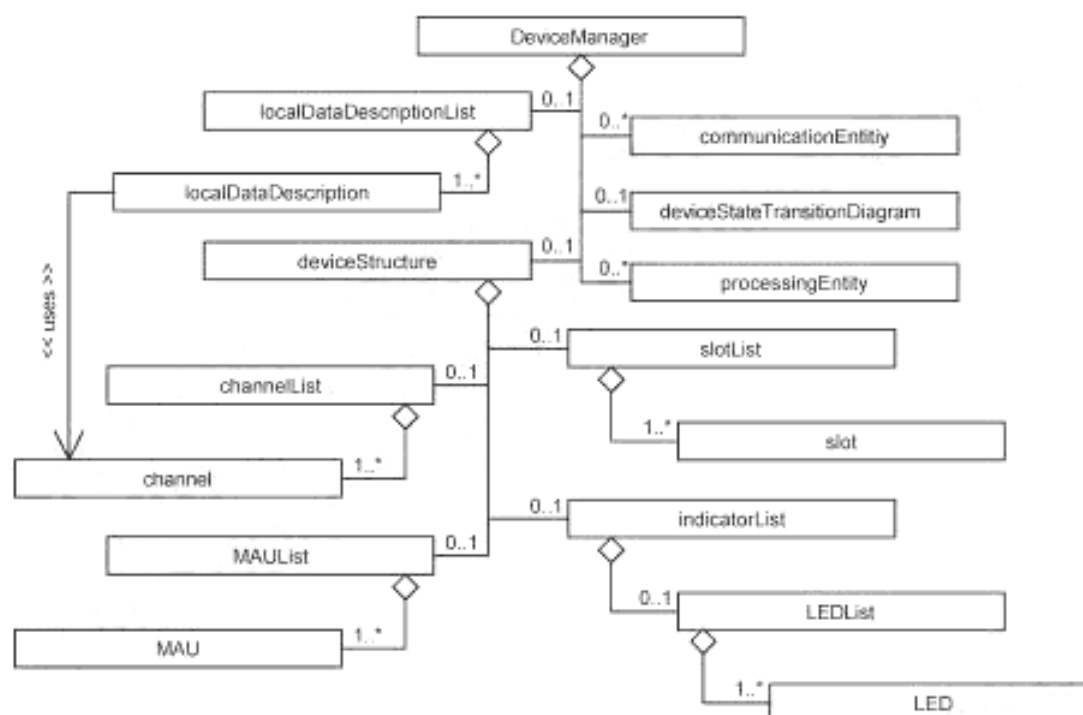 DeviceManager
localDataDescriptionList
0..1
0..*
communicationEntitiy
localDataDescription
1..*
0..1
deviceStateTransitionDiagram
deviceStructure
0..1
0..*
processingEntity
<< uses >>
0..1
slotList
channelList
0..1
1..*
slot
channel
1..*
0..1
indicatorList
MAUList
0..1
0..1
LEDList
MAU
1..*
1..*
LED